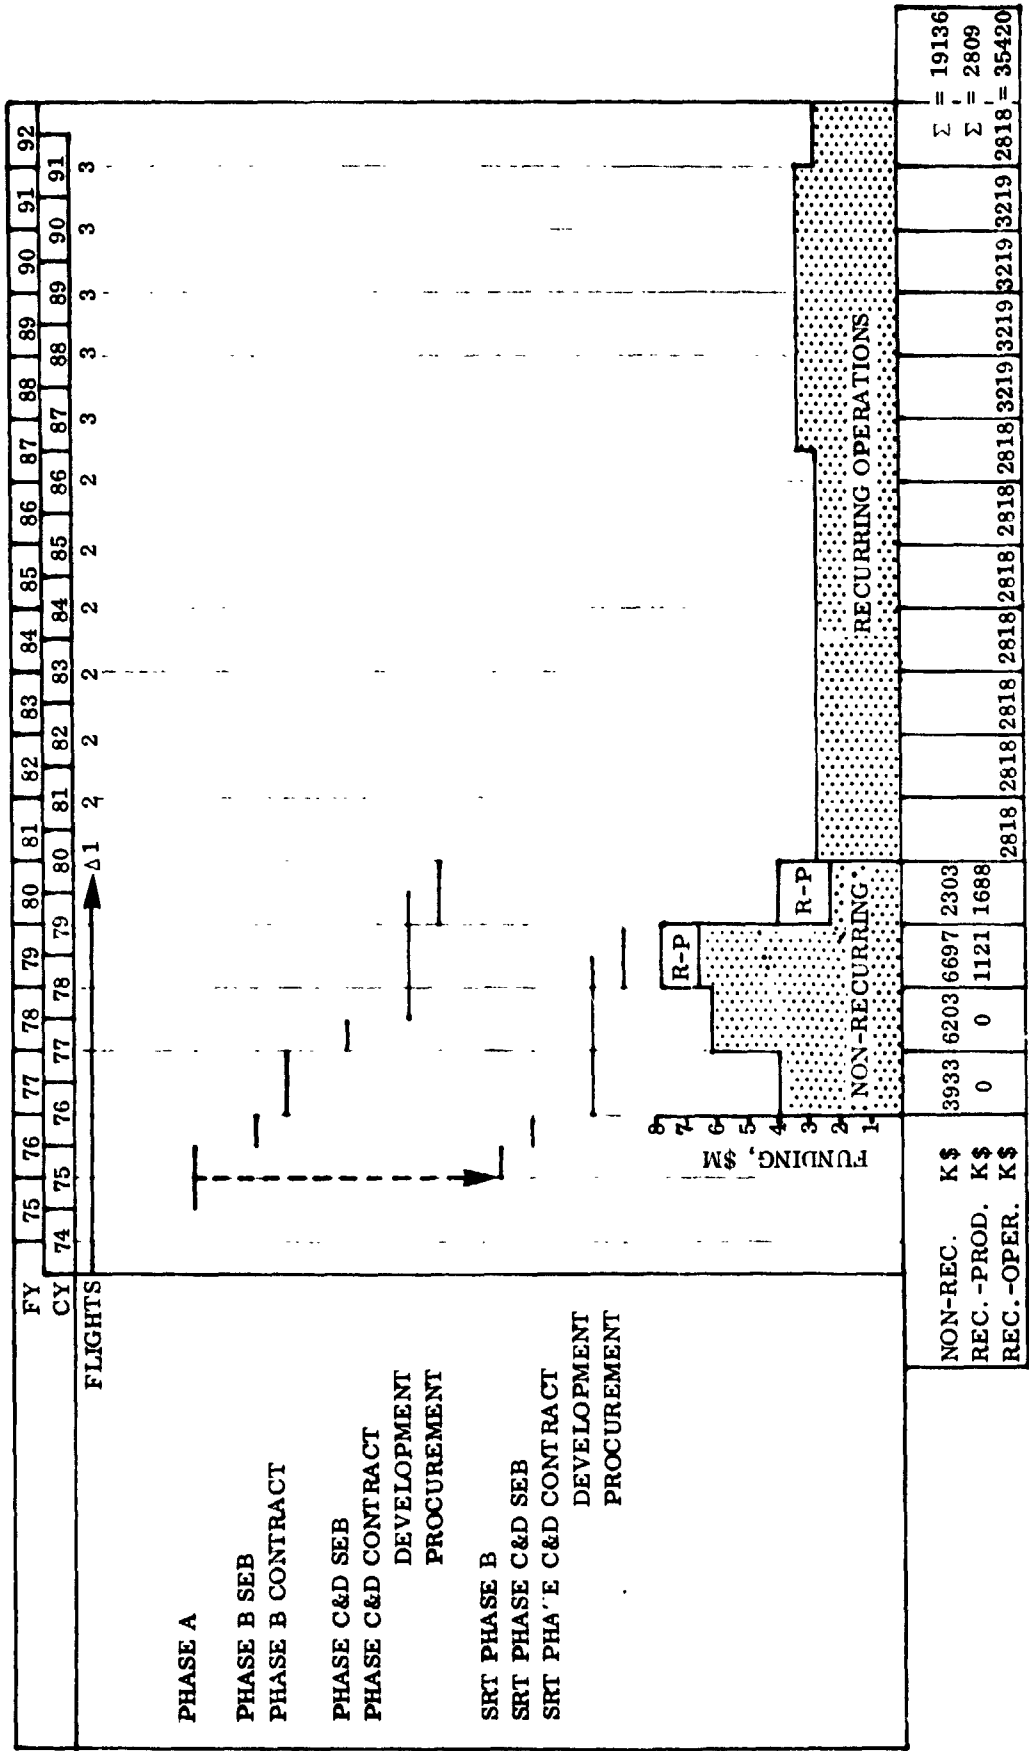 FY 75 76 77 78 79 80 81 82 83 84 85 86 87 88 89 90 91 92
CY 74 75 76 77 78 79 80 81 82 83 84 85 86 87 88 89 90 91
FLIGHTS Δ1 2 2 2 2 2 2 3 3 3 3 3
PHASE A
PHASE B SEB
PHASE B CONTRACT
PHASE C&D SEB
PHASE C&D CONTRACT
DEVELOPMENT
PROCUREMENT
SRT PHASE B
SRT PHASE C&D SEB
SRT PHA'E C&D CONTRACT
DEVELOPMENT
PROCUREMENT
FUNDING, $M
8
7
6
5
4
3
2
1
R-P
R-P
NON-RECURRING
RECURRING OPERATIONS
NON-REC. K$ 3933 6203 6697 2303 Σ = 19136
REC.-PROD. K$ 0 0 1121 1688 Σ = 2809
REC.-OPER. K$ 2818 2818 2818 2818 2818 2818 2818 3219 3219 3219 3219 2818 = 35420